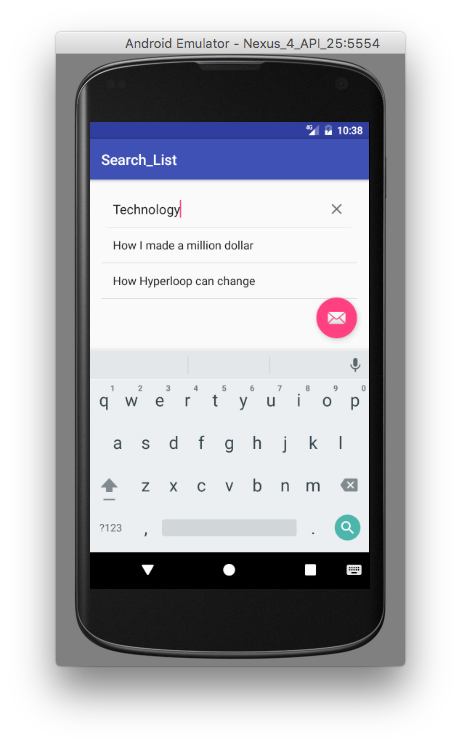 Android Emulator - Nexus_4_API_25:5554
4G 10:38
Search_List
Technology
How I made a million dollar
How Hyperloop can change
1 2 3 4 5 6 7 8 9 0
q w e r t y u i o p
a s d f g h j k l
z x c v b n m
?123 , .